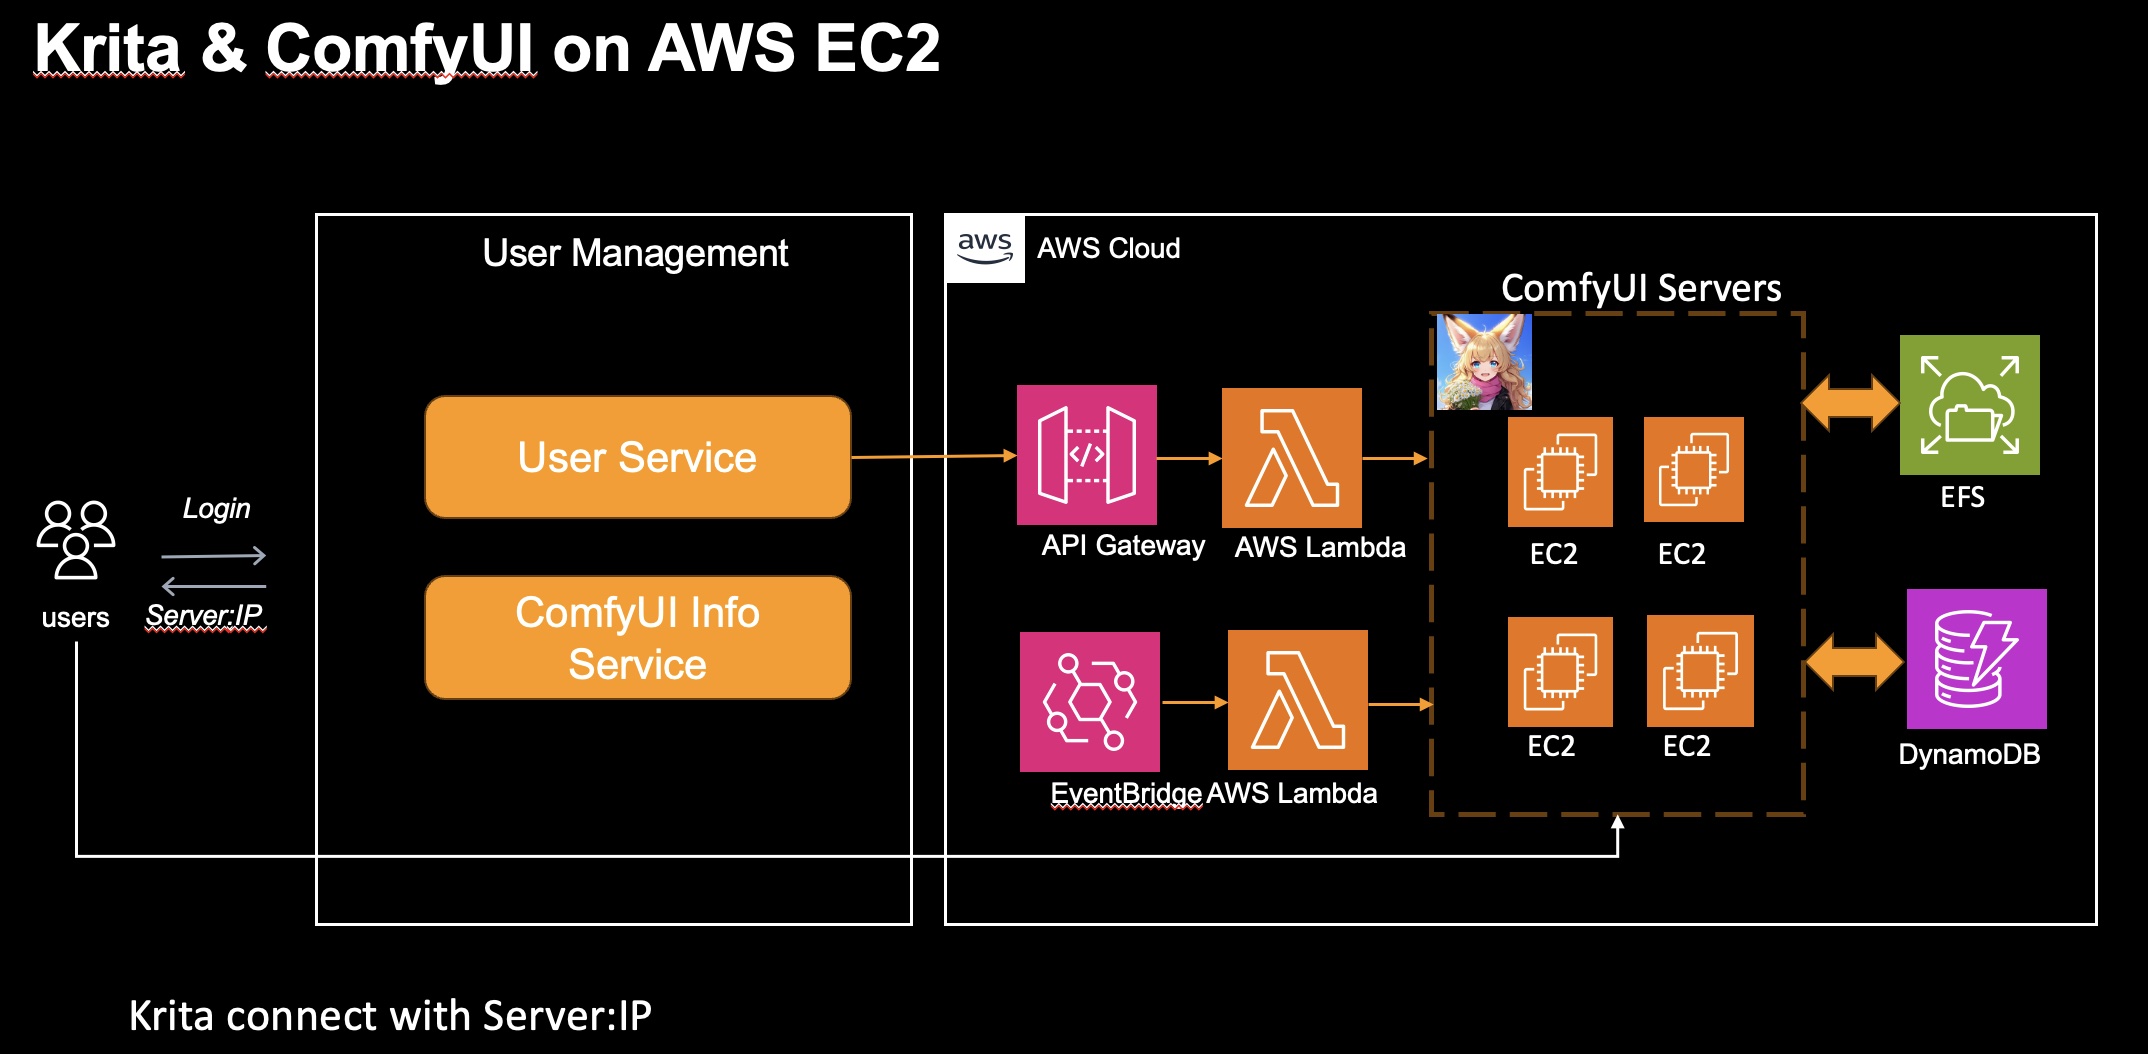 Krita & ComfyUI on AWS EC2
User Management
User Service
ComfyUI Info
Service
Login
Server:IP
users
aws
AWS Cloud
ComfyUI Servers
API Gateway
AWS Lambda
EC2
EC2
EFS
EventBridge
AWS Lambda
EC2
EC2
DynamoDB
Krita connect with Server:IP